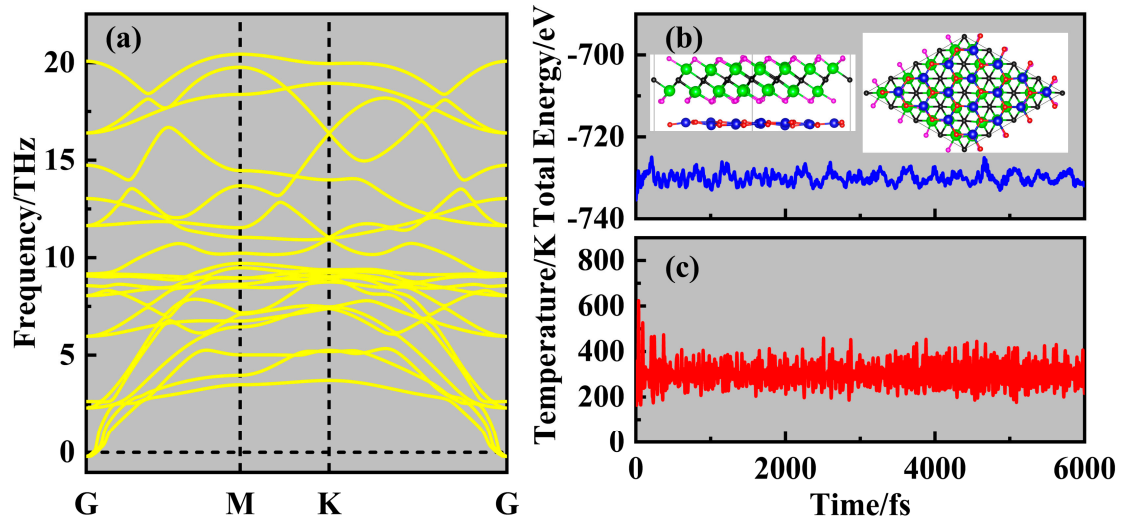 (a)
Frequency/THz
20
15
10
5
0
G M K G
(b)
Total Energy/eV
-700
-720
-740
(c)
Temperature/K
800
600
400
200
0
0 2000 4000 6000
Time/fs